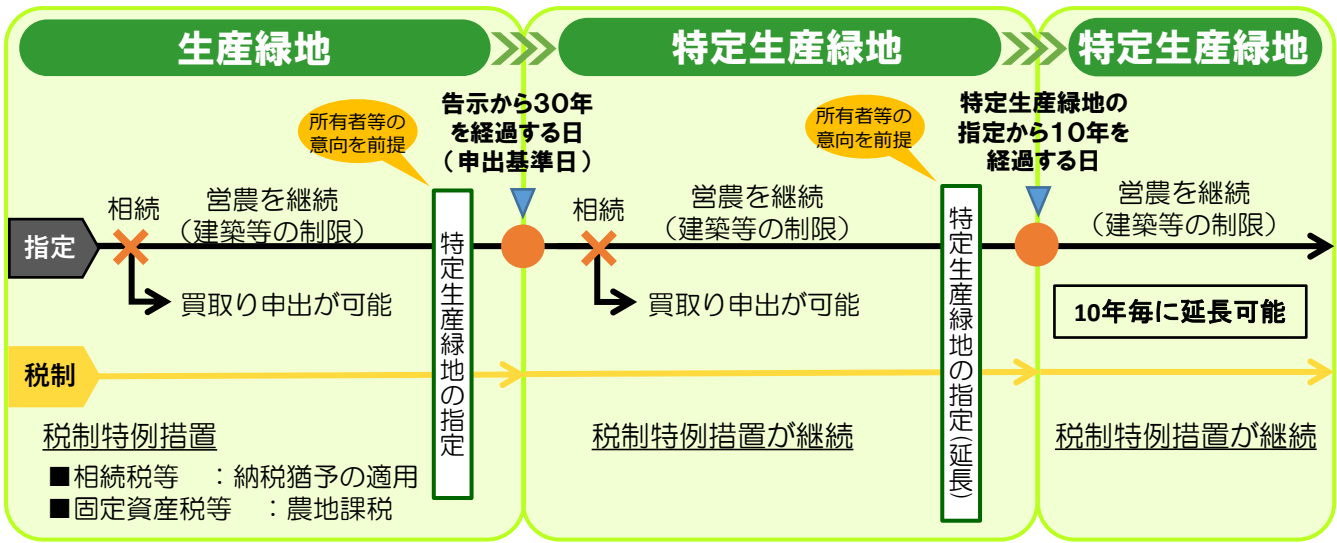 生産緑地
特定生産緑地
特定生産緑地
所有者等の
意向を前提
告示から30年
を経過する日
(申出基準日)
所有者等の
意向を前提
特定生産緑地の
指定から10年を
経過する日
指定
相続
営農を継続
(建築等の制限)
買取り申出が可能
特定生産緑地の指定
相続
営農を継続
(建築等の制限)
買取り申出が可能
特定生産緑地の指定(延長)
営農を継続
(建築等の制限)
10年毎に延長可能
税制
税制特例措置
■相続税等 :納税猶予の適用
■固定資産税等 :農地課税
税制特例措置が継続
税制特例措置が継続